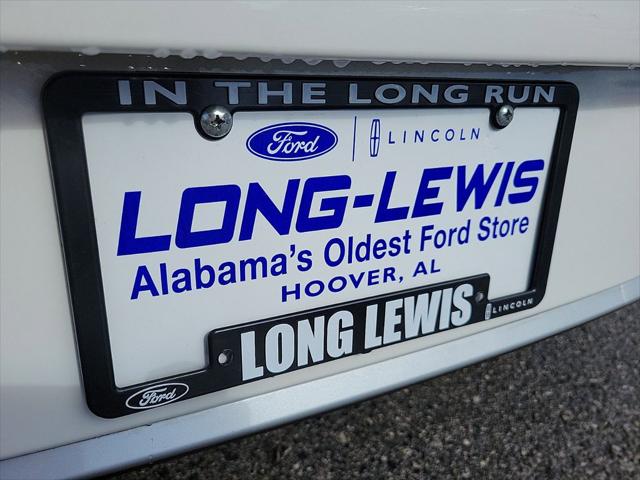 IN THE LONG RUN
Ford | LINCOLN
LONG-LEWIS
Alabama's Oldest Ford Store
HOOVER, AL
LONG LEWIS
LINCOLN
Ford